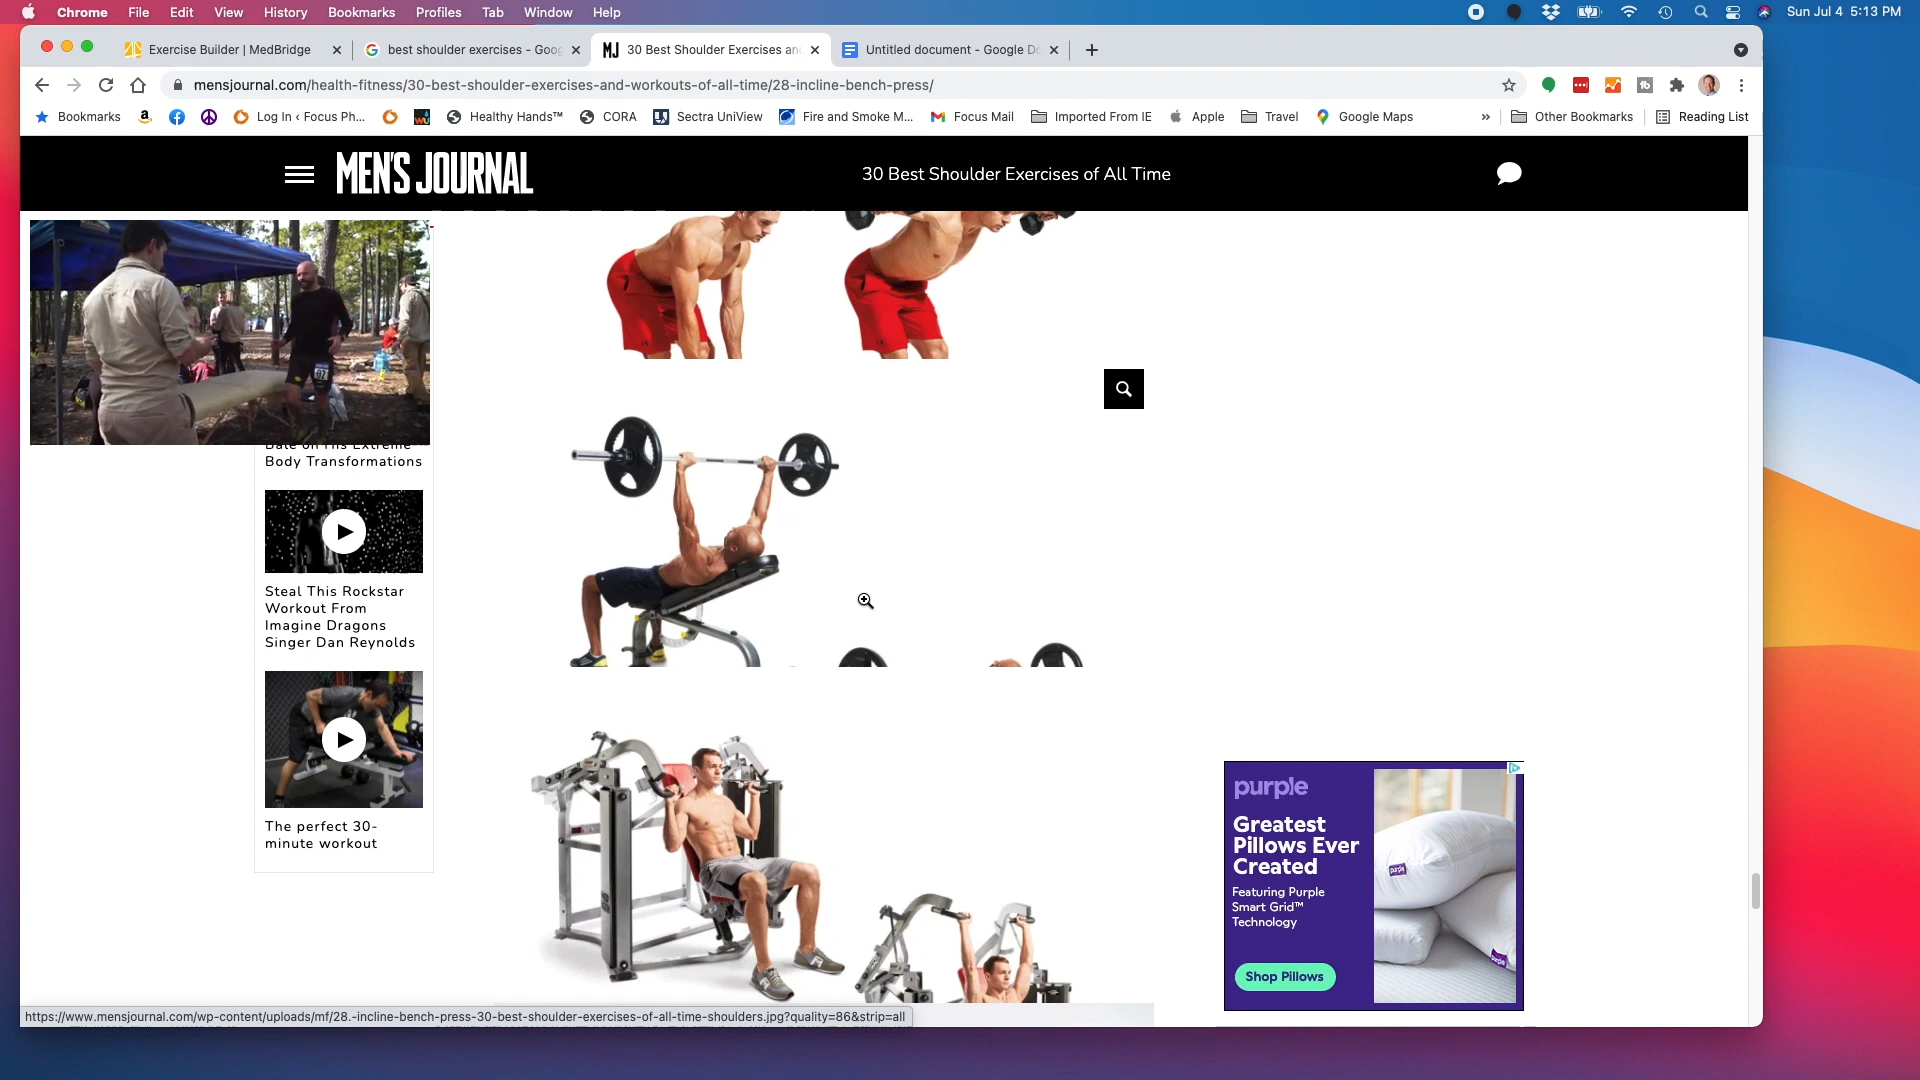 Chrome File Edit View History Bookmarks Profiles Tab Window Help Sun Jul 4 5:13 PM
Exercise Builder | MedBridge best shoulder exercises - Goog MJ 30 Best Shoulder Exercises an Untitled document - Google Do
mensjournal.com/health-fitness/30-best-shoulder-exercises-and-workouts-of-all-time/28-incline-bench-press/
Bookmarks Log In ‹ Focus Ph... Healthy Hands™ CORA Sectra UniView Fire and Smoke M... Focus Mail Imported From IE Apple Travel Google Maps » Other Bookmarks Reading List
MEN'S JOURNAL 30 Best Shoulder Exercises of All Time
Bale on His Extreme
Body Transformations
Steal This Rockstar
Workout From
Imagine Dragons
Singer Dan Reynolds
The perfect 30-
minute workout
purple
Greatest
Pillows Ever
Created
Featuring Purple
Smart Grid™
Technology
Shop Pillows
purple
purple
https://www.mensjournal.com/wp-content/uploads/mf/28.-incline-bench-press-30-best-shoulder-exercises-of-all-time-shoulders.jpg?quality=86&strip=all